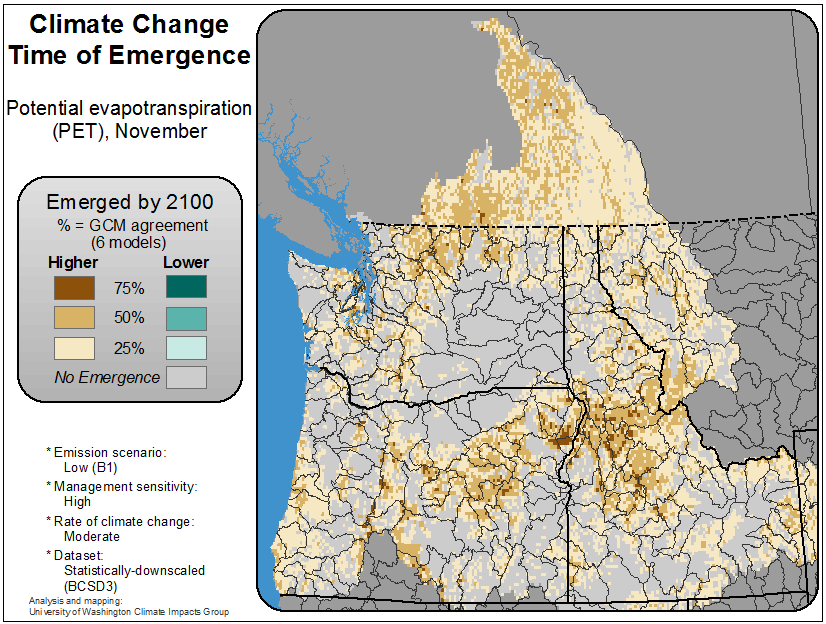 Climate Change
Time of Emergence
Potential evapotranspiration
(PET), November
Emerged by 2100
% = GCM agreement
(6 models)
Higher Lower
75%
50%
25%
No Emergence
* Emission scenario:
Low (B1)
* Management sensitivity:
High
* Rate of climate change:
Moderate
* Dataset:
Statistically-downscaled
(BCSD3)
Analysis and mapping:
University of Washington Climate Impacts Group